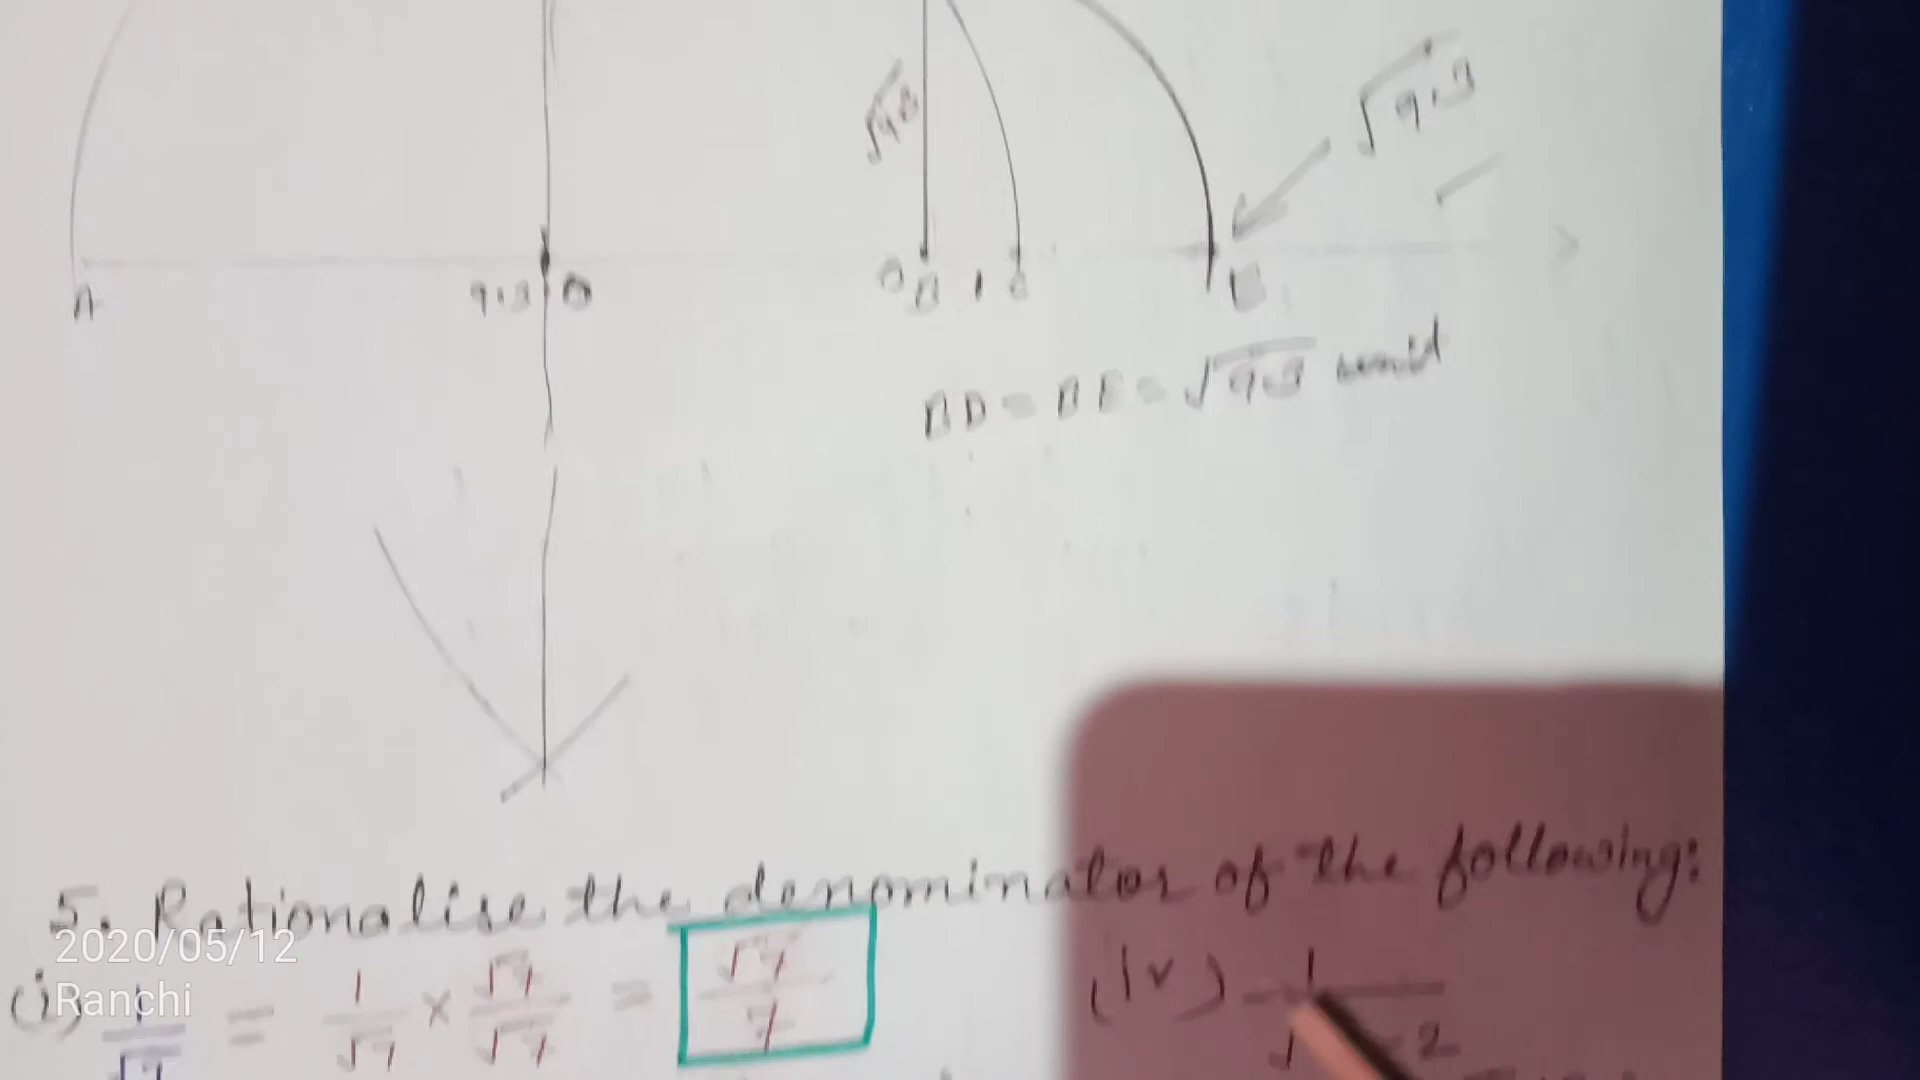 √9.3
√9.3
A 9.3 O O B 1 C E
BD = BE = √9.3 unit
5. Rationalise the denominator of the following:
2020/05/12
(i) 1/√7 = 1/√7 × √7/√7 = √7/7
(iv) 1/√ -2
Ranchi